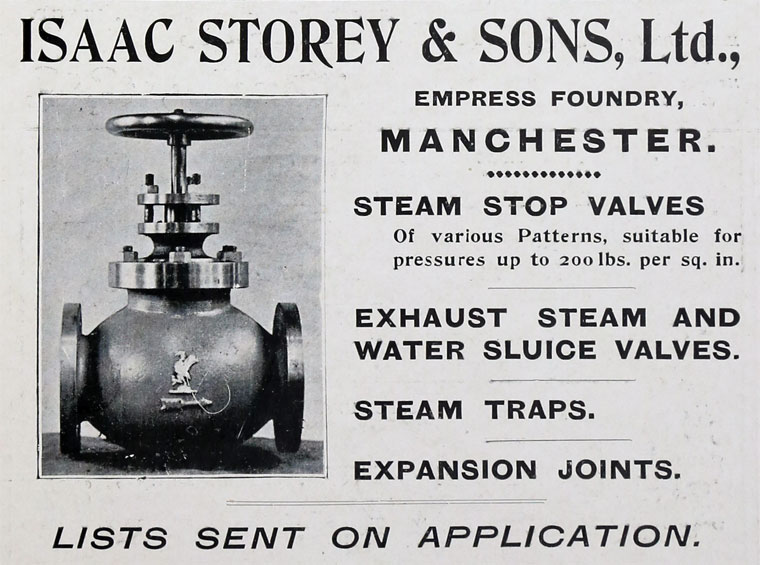 ISAAC STOREY & SONS, Ltd.,
EMPRESS FOUNDRY,
MANCHESTER.
STEAM STOP VALVES
Of various Patterns, suitable for
pressures up to 200 lbs. per sq. in.
EXHAUST STEAM AND
WATER SLUICE VALVES.
STEAM TRAPS.
EXPANSION JOINTS.
LISTS SENT ON APPLICATION.